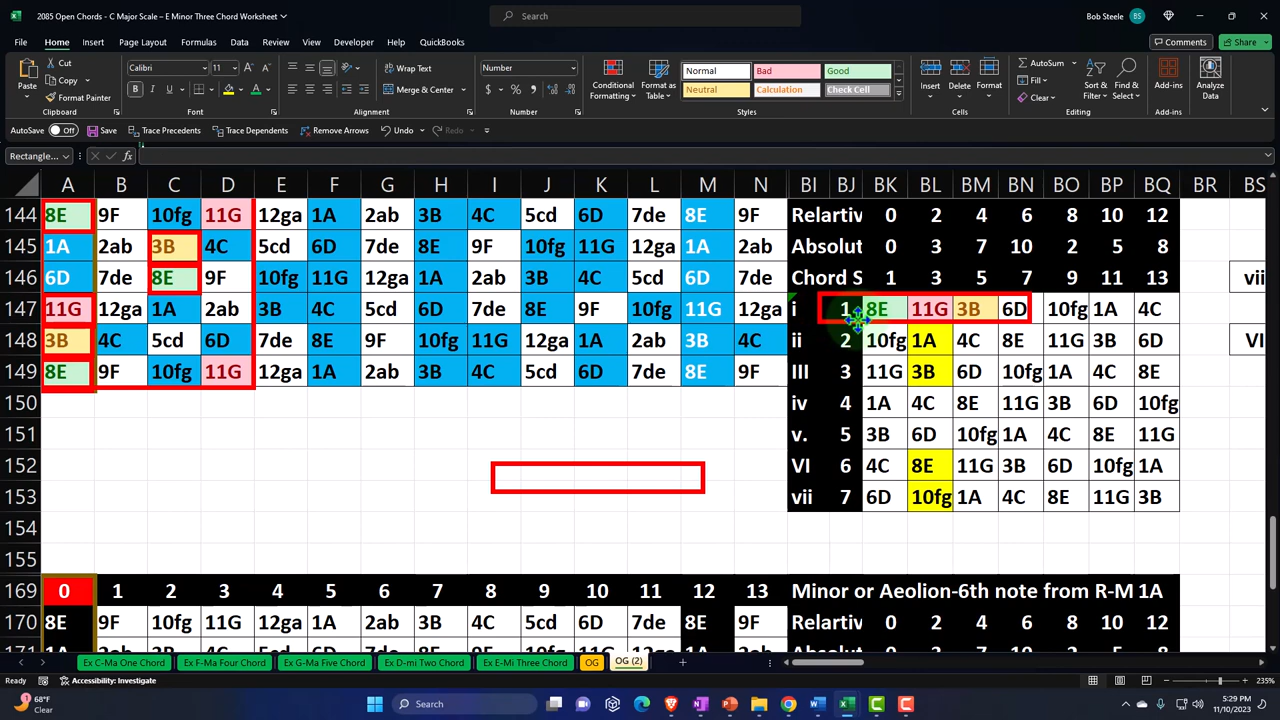 2085 Open Chords - C Major Scale – E Minor Three Chord Worksheet
Search
Bob Steele BS
File Home Insert Page Layout Formulas Data Review View Developer Help QuickBooks Comments Share
Paste Cut Copy Format Painter Calibri 11 Wrap Text Merge & Center Number Conditional Formatting Format as Table Normal Bad Good Neutral Calculation Check Cell Insert Delete Format AutoSum Fill Clear Sort & Filter Find & Select Add-ins Analyze Data
Clipboard Font Alignment Number Styles Cells Editing Add-ins Analysis
AutoSave Off Save Trace Precedents Trace Dependents Remove Arrows Undo
Rectangle... fx
A B C D E F G H I J K L M N BI BJ BK BL BM BN BO BP BQ BR BS
144 8E 9F 10fg 11G 12ga 1A 2ab 3B 4C 5cd 6D 7de 8E 9F Relartiv 0 2 4 6 8 10 12
145 1A 2ab 3B 4C 5cd 6D 7de 8E 9F 10fg 11G 12ga 1A 2ab Absolut 0 3 7 10 2 5 8
146 6D 7de 8E 9F 10fg 11G 12ga 1A 2ab 3B 4C 5cd 6D 7de Chord S 1 3 5 7 9 11 13 vii
147 11G 12ga 1A 2ab 3B 4C 5cd 6D 7de 8E 9F 10fg 11G 12ga i 1 8E 11G 3B 6D 10fg 1A 4C
148 3B 4C 5cd 6D 7de 8E 9F 10fg 11G 12ga 1A 2ab 3B 4C ii 2 10fg 1A 4C 8E 11G 3B 6D VI
149 8E 9F 10fg 11G 12ga 1A 2ab 3B 4C 5cd 6D 7de 8E 9F III 3 11G 3B 6D 10fg 1A 4C 8E
150 iv 4 1A 4C 8E 11G 3B 6D 10fg
151 v. 5 3B 6D 10fg 1A 4C 8E 11G
152 VI 6 4C 8E 11G 3B 6D 10fg 1A
153 vii 7 6D 10fg 1A 4C 8E 11G 3B
154
155
169 0 1 2 3 4 5 6 7 8 9 10 11 12 13 Minor or Aeolion-6th note from R-M 1A
170 8E 9F 10fg 11G 12ga 1A 2ab 3B 4C 5cd 6D 7de 8E 9F Relartiv 0 2 4 6 8 10 12
Ex C-Ma One Chord Ex F-Ma Four Chord Ex G-Ma Five Chord Ex D-mi Two Chord Ex E-Mi Three Chord OG OG (2)
Ready Accessibility: Investigate 235%
68°F
Clear
Search
5:29 PM
11/10/2023